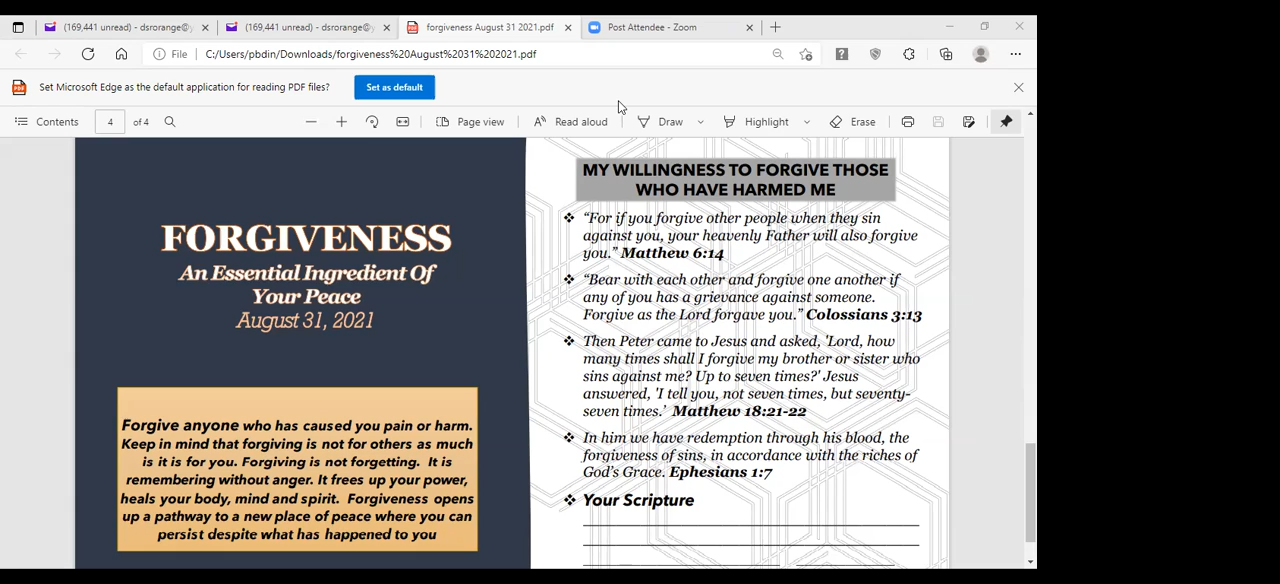 (169,441 unread) - dsrorange@y
(169,441 unread) - dsrorange@y
forgiveness August 31 2021.pdf
Post Attendee - Zoom
File
C:/Users/pbdin/Downloads/forgiveness%20August%2031%202021.pdf
Set Microsoft Edge as the default application for reading PDF files?
Set as default
Contents
4
of 4
Page view
Read aloud
Draw
Highlight
Erase
FORGIVENESS
An Essential Ingredient Of
Your Peace
August 31, 2021
Forgive anyone who has caused you pain or harm.
Keep in mind that forgiving is not for others as much
is it is for you. Forgiving is not forgetting. It is
remembering without anger. It frees up your power,
heals your body, mind and spirit. Forgiveness opens
up a pathway to a new place of peace where you can
persist despite what has happened to you
MY WILLINGNESS TO FORGIVE THOSE
WHO HAVE HARMED ME
❖ “For if you forgive other people when they sin
against you, your heavenly Father will also forgive
you.” Matthew 6:14
❖ “Bear with each other and forgive one another if
any of you has a grievance against someone.
Forgive as the Lord forgave you.” Colossians 3:13
❖ Then Peter came to Jesus and asked, 'Lord, how
many times shall I forgive my brother or sister who
sins against me? Up to seven times?' Jesus
answered, 'I tell you, not seven times, but seventy-
seven times.’ Matthew 18:21-22
❖ In him we have redemption through his blood, the
forgiveness of sins, in accordance with the riches of
God’s Grace. Ephesians 1:7
❖ Your Scripture